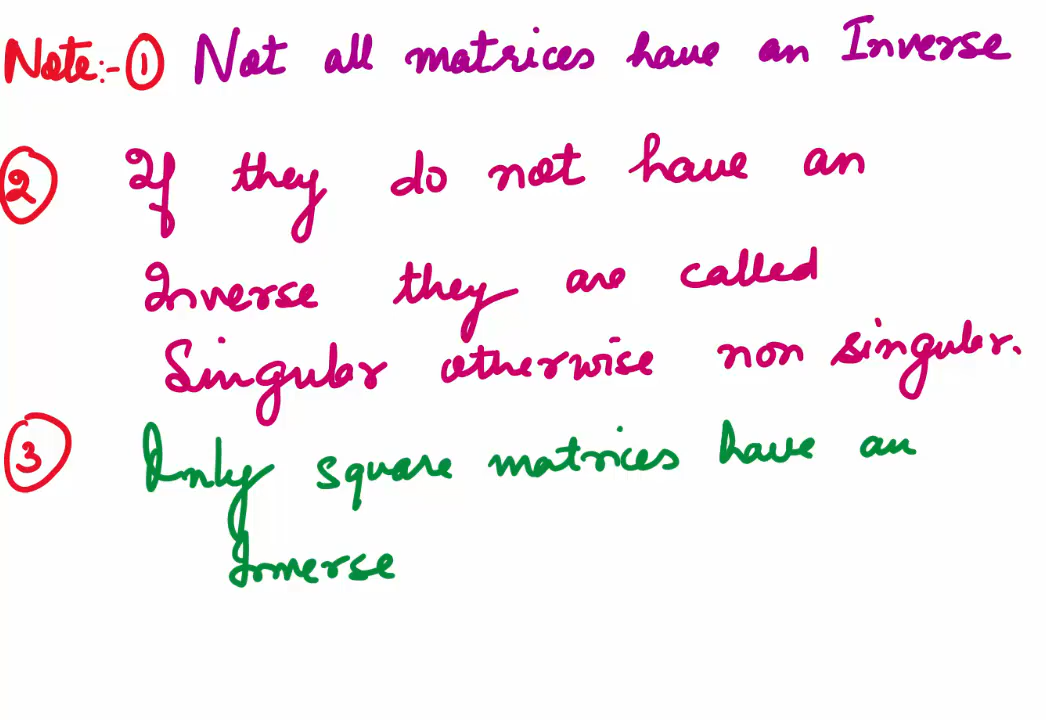 Note:- ① Not all matrices have an Inverse
② If they do not have an
Inverse they are called
Singular otherwise non singular.
③ Only square matrices have an
Inverse